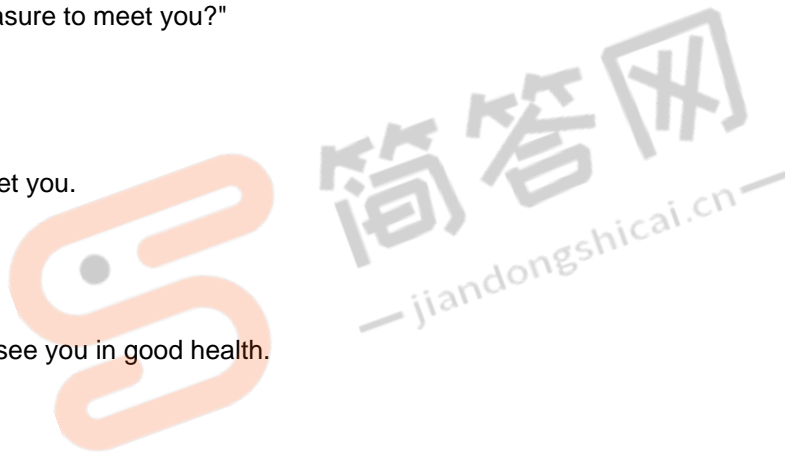 asure to meet you?"
简答网
et you.
jiandongshicai.cn
see you in good health.